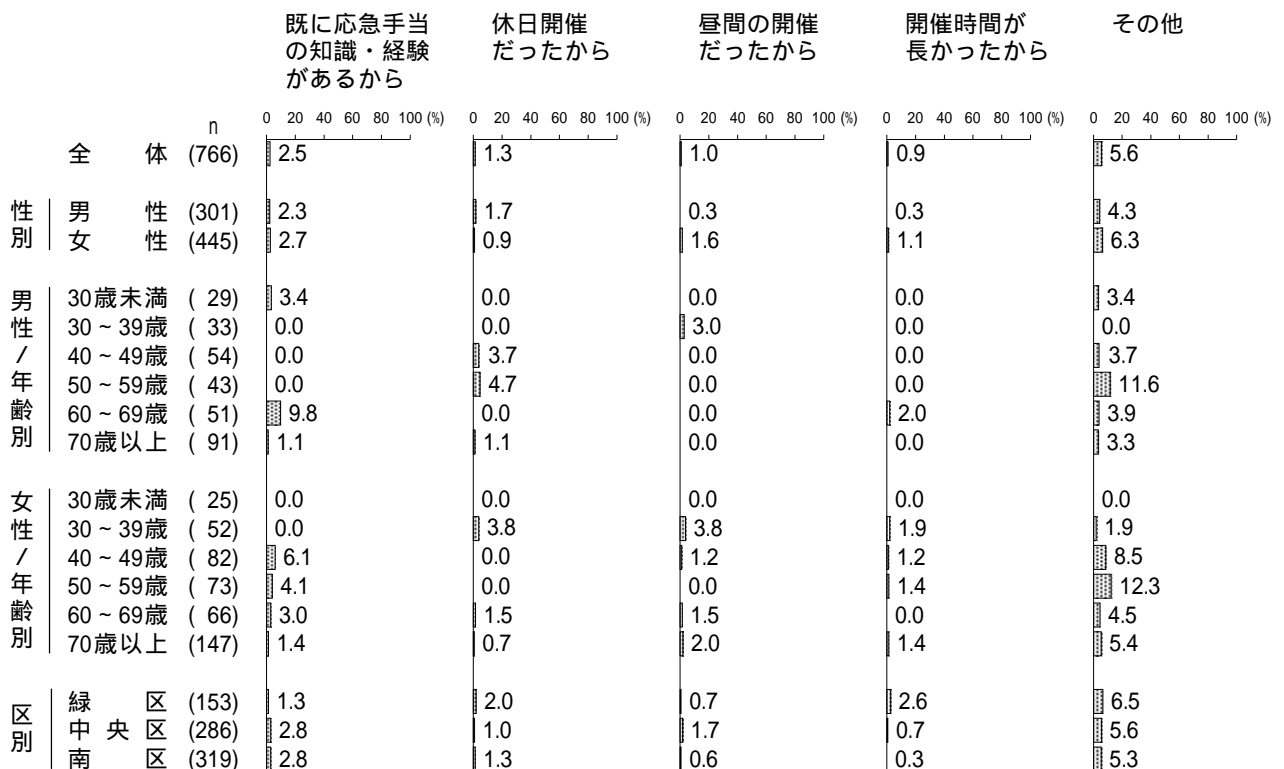 既に応急手当 休日開催 昼間の開催 開催時間が その他
の知識・経験 だったから だったから 長かったから
があるから
n 0 20 40 60 80 100 (%) 0 20 40 60 80 100 (%) 0 20 40 60 80 100 (%) 0 20 40 60 80 100 (%) 0 20 40 60 80 100 (%)
全体 (766) 2.5 1.3 1.0 0.9 5.6
性別
男性 (301) 2.3 1.7 0.3 0.3 4.3
女性 (445) 2.7 0.9 1.6 1.1 6.3
男性/年齢別
30歳未満 ( 29) 3.4 0.0 0.0 0.0 3.4
30~39歳 ( 33) 0.0 0.0 3.0 0.0 0.0
40~49歳 ( 54) 0.0 3.7 0.0 0.0 3.7
50~59歳 ( 43) 0.0 4.7 0.0 0.0 11.6
60~69歳 ( 51) 9.8 0.0 0.0 2.0 3.9
70歳以上 ( 91) 1.1 1.1 0.0 0.0 3.3
女性/年齢別
30歳未満 ( 25) 0.0 0.0 0.0 0.0 0.0
30~39歳 ( 52) 0.0 3.8 3.8 1.9 1.9
40~49歳 ( 82) 6.1 0.0 1.2 1.2 8.5
50~59歳 ( 73) 4.1 0.0 0.0 1.4 12.3
60~69歳 ( 66) 3.0 1.5 1.5 0.0 4.5
70歳以上 (147) 1.4 0.7 2.0 1.4 5.4
区別
緑区 (153) 1.3 2.0 0.7 2.6 6.5
中央区 (286) 2.8 1.0 1.7 0.7 5.6
南区 (319) 2.8 1.3 0.6 0.3 5.3